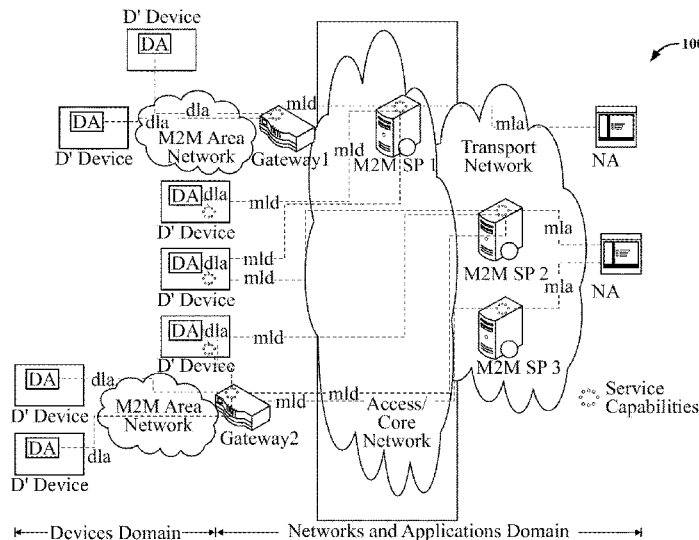 D' Device
DA
100
DA
dla
dla
mld
mla
D' Device
M2M Area
Network
Gateway1
mld
M2M SP 1
Transport
Network
NA
DA
dla
mld
D' Device
DA
dla
mld
mld
D' Device
M2M SP 2
mla
mla
NA
DA
dla
mld
D' Device
M2M SP 3
DA
dla
D' Device
M2M Area
Network
mld
mld
Gateway2
Access/
Core
Network
Service
Capabilities
DA
dla
D' Device
Devices Domain
Networks and Applications Domain